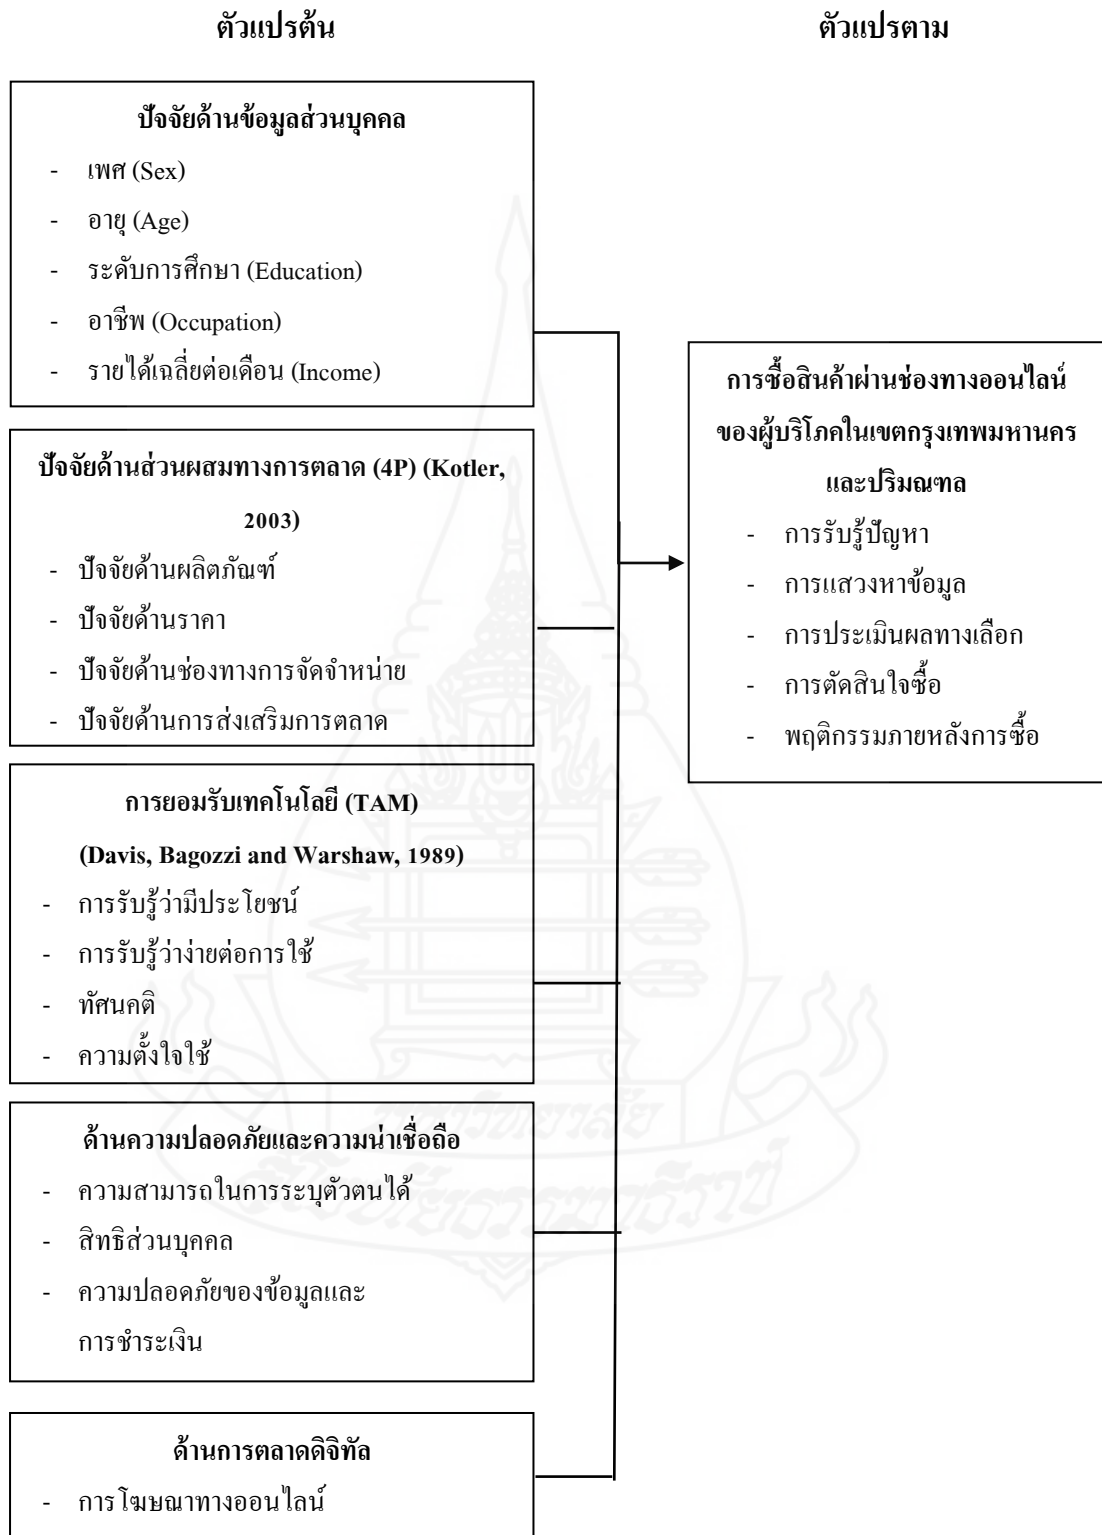 ตัวแปรต้น
ตัวแปรตาม
ปัจจัยด้านข้อมูลส่วนบุคคล
- เพศ (Sex)
- อายุ (Age)
- ระดับการศึกษา (Education)
- อาชีพ (Occupation)
- รายได้เฉลี่ยต่อเดือน (Income)
ปัจจัยด้านส่วนผสมทางการตลาด (4P) (Kotler,
2003)
- ปัจจัยด้านผลิตภัณฑ์
- ปัจจัยด้านราคา
- ปัจจัยด้านช่องทางการจัดจำหน่าย
- ปัจจัยด้านการส่งเสริมการตลาด
การยอมรับเทคโนโลยี (TAM)
(Davis, Bagozzi and Warshaw, 1989)
- การรับรู้ว่ามีประโยชน์
- การรับรู้ว่าง่ายต่อการใช้
- ทัศนคติ
- ความตั้งใจใช้
ด้านความปลอดภัยและความน่าเชื่อถือ
- ความสามารถในการระบุตัวตนได้
- สิทธิส่วนบุคคล
- ความปลอดภัยของข้อมูลและ
การชำระเงิน
ด้านการตลาดดิจิทัล
- การโฆษณาทางออนไลน์
การซื้อสินค้าผ่านช่องทางออนไลน์
ของผู้บริโภคในเขตกรุงเทพมหานคร
และปริมณฑล
- การรับรู้ปัญหา
- การแสวงหาข้อมูล
- การประเมินผลทางเลือก
- การตัดสินใจซื้อ
- พฤติกรรมภายหลังการซื้อ
มหาวิทยาลัย
สุโขทัยธรรมาธิราช